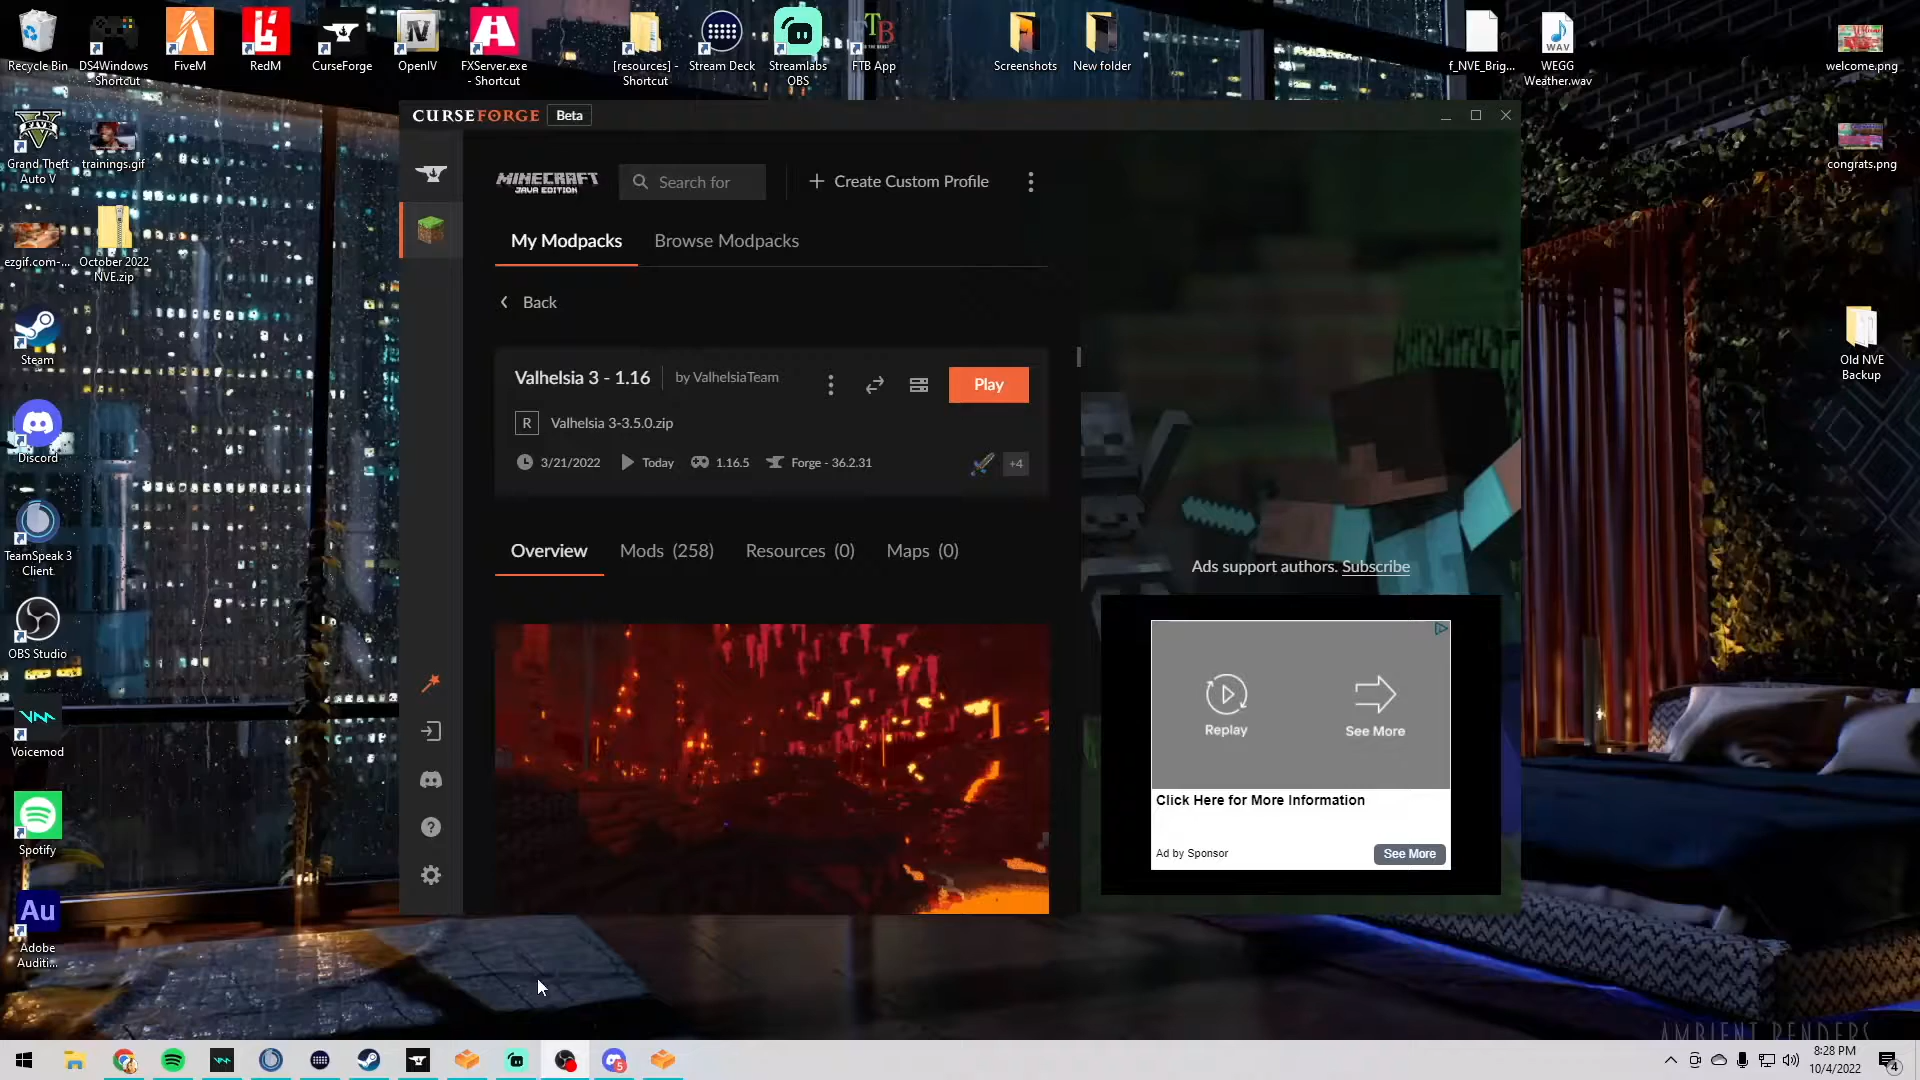 Recycle Bin
DS4Windows
- Shortcut
FiveM
RedM
CurseForge
OpenIV
FXServer.exe
- Shortcut
[resources] -
Shortcut
Stream Deck
Streamlabs
OBS
FTB App
Screenshots
New folder
f_NVE_Brig...
WAV
WEGG
Weather.wav
welcome.png
CURSEFORGE
Beta
Grand Theft
Auto V
trainings.gif
congrats.png
MINECRAFT
JAVA EDITION
Search for
Create Custom Profile
My Modpacks
Browse Modpacks
ezgif.com-...
October 2022
NVE.zip
Back
Steam
Valhelsia 3 - 1.16
by ValhelsiaTeam
Play
Old NVE
Backup
R
Valhelsia 3-3.5.0.zip
Discord
3/21/2022
Today
1.16.5
Forge - 36.2.31
+4
TeamSpeak 3
Client
Overview
Mods (258)
Resources (0)
Maps (0)
Ads support authors. Subscribe
OBS Studio
Replay
See More
Voicemod
Click Here for More Information
Ad by Sponsor
See More
Spotify
Au
Adobe
Auditi...
AMBIENT RENDERS
5
8:28 PM
10/4/2022
4